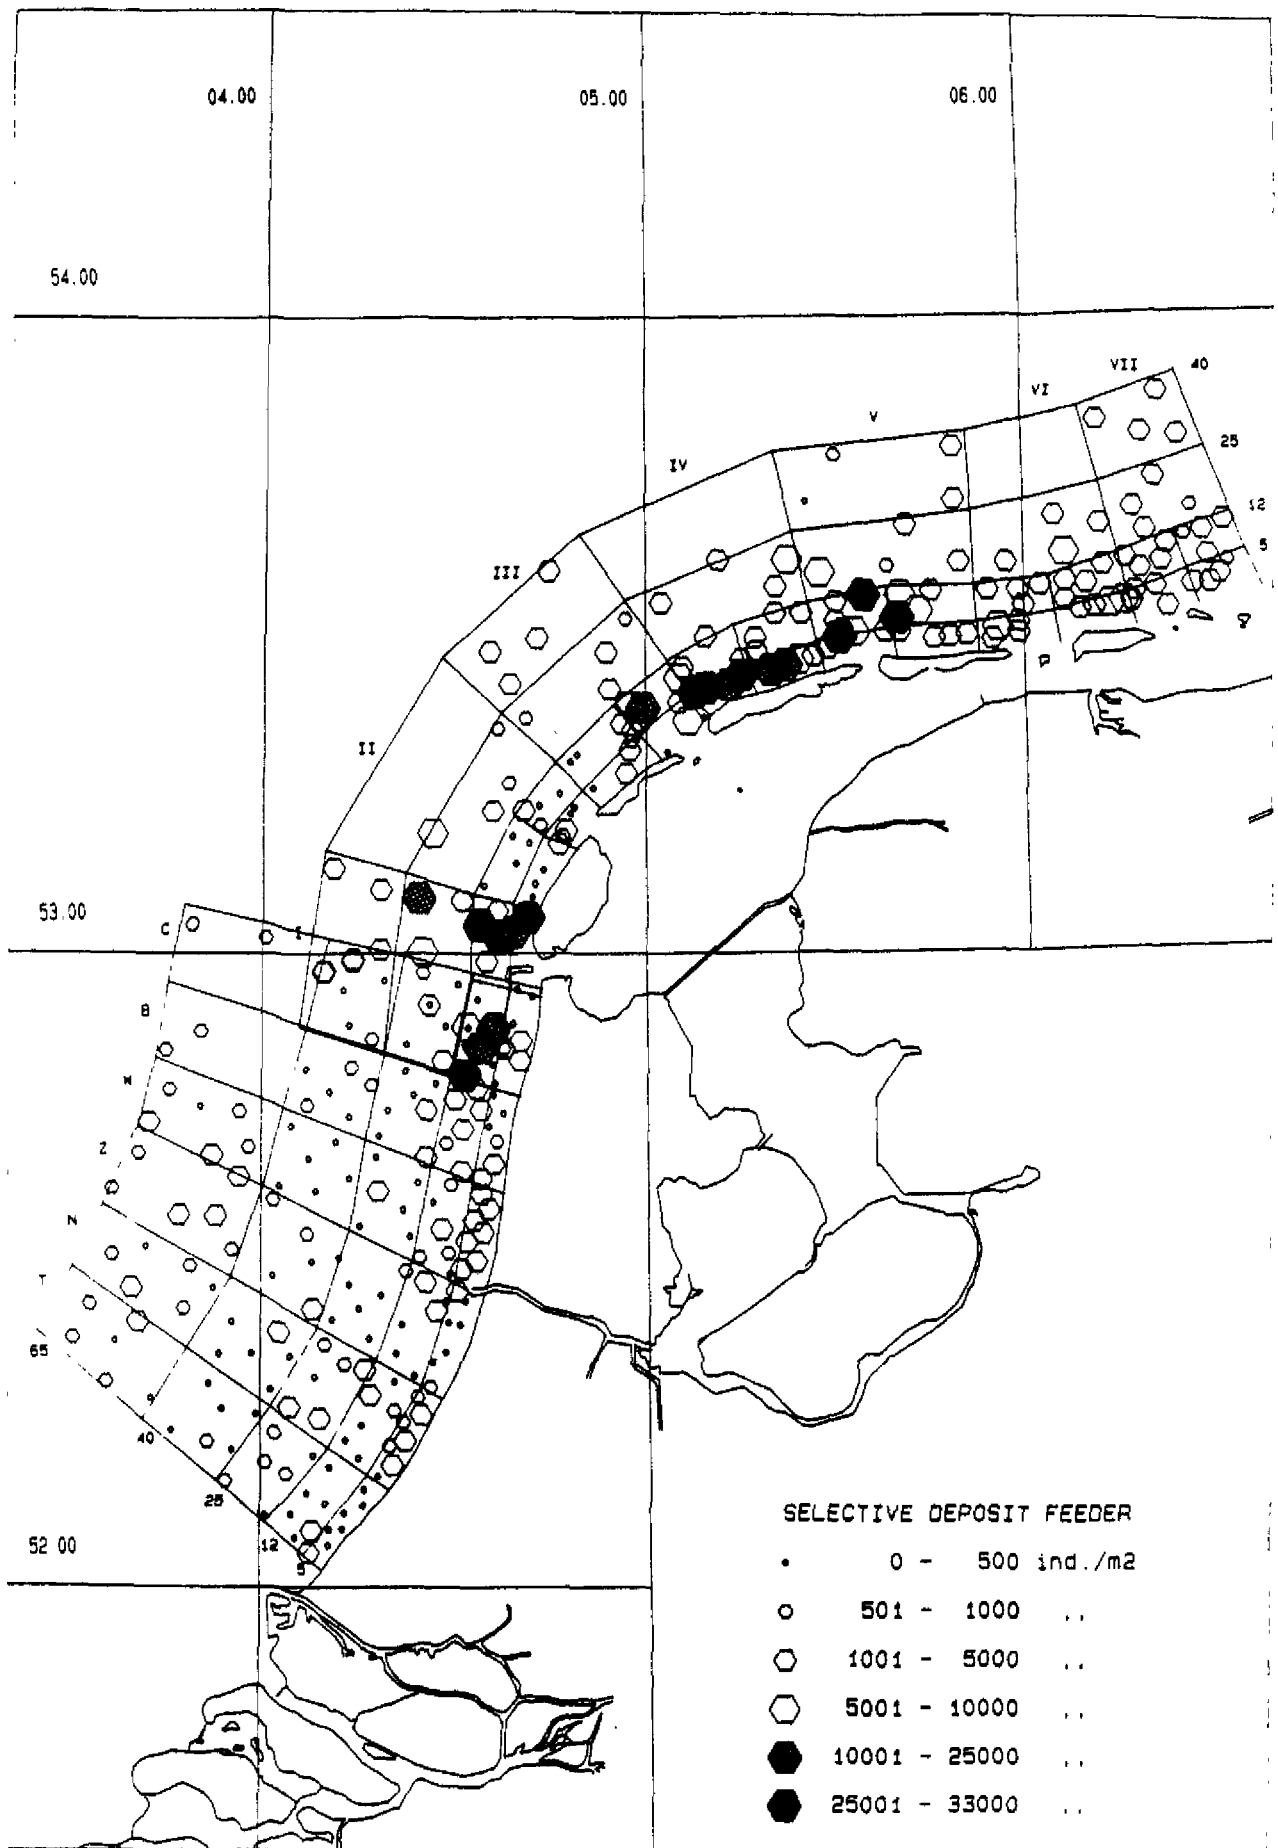 04.00 05.00 06.00
54.00
VII 40
VI
V
25
IV
12
5
III
II
53.00
C I
B
W
Z
N
T
65
40
25
12
5
52 00
SELECTIVE DEPOSIT FEEDER
0 - 500 ind./m2
501 - 1000 ..
1001 - 5000 ..
5001 - 10000 ..
10001 - 25000 ..
25001 - 33000 ..